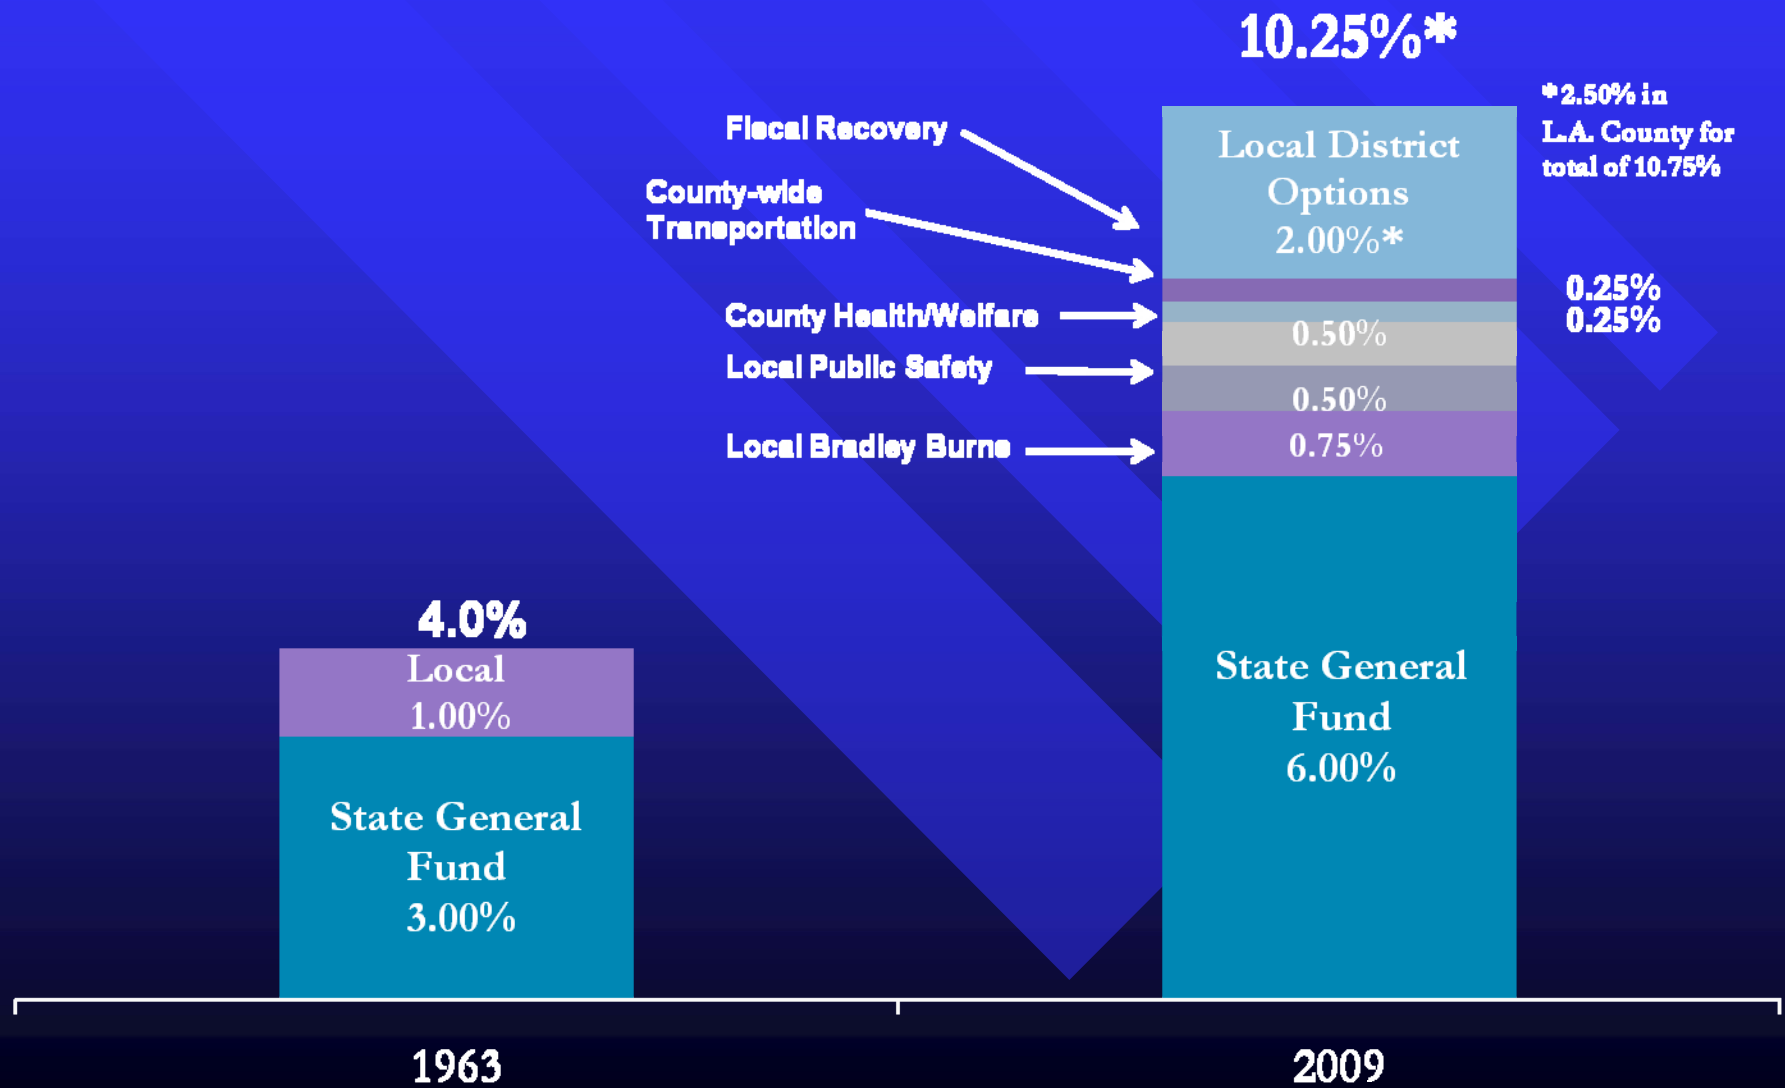 10.25%*
*2.50% in
L.A. County for
total of 10.75%
Fiscal Recovery
County-wide
Transportation
County Health/Welfare
Local Public Safety
Local Bradley Burns
Local District
Options
2.00%*
0.25%
0.25%
0.50%
0.50%
0.75%
State General
Fund
6.00%
4.0%
Local
1.00%
State General
Fund
3.00%
1963
2009